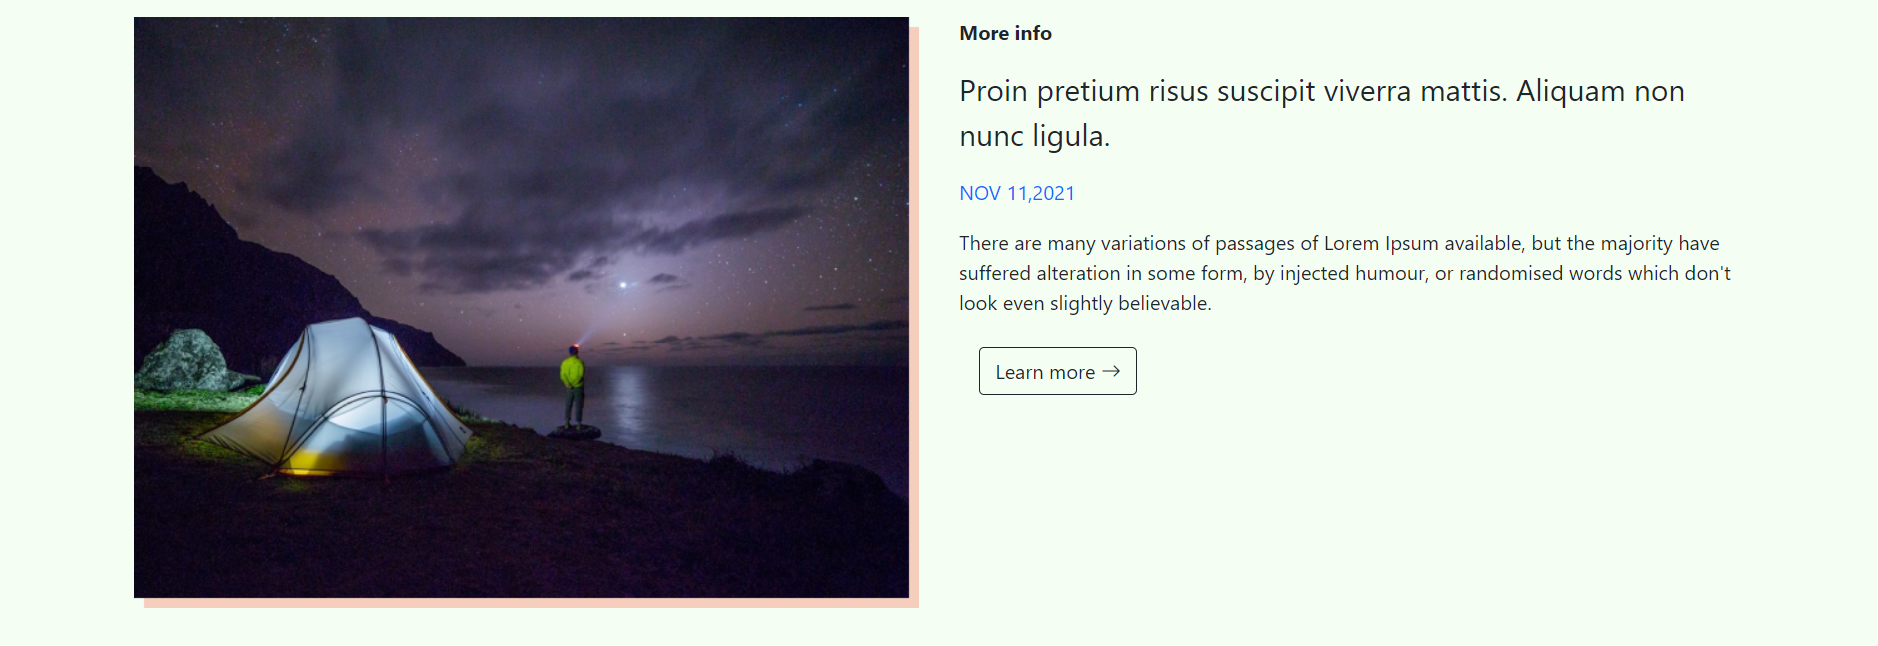 More info
Proin pretium risus suscipit viverra mattis. Aliquam non
nunc ligula.
NOV 11,2021
There are many variations of passages of Lorem Ipsum available, but the majority have
suffered alteration in some form, by injected humour, or randomised words which don't
look even slightly believable.
Learn more →